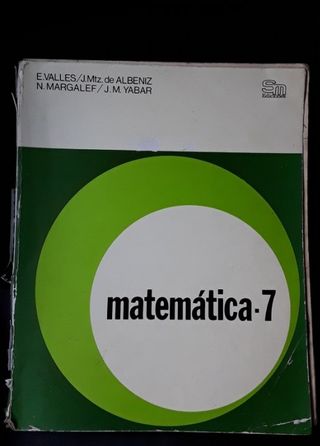 E.VALLES/J.Mtz. de ALBENIZ
N. MARGALEF/J.M. YABAR
Sm
matemática-7